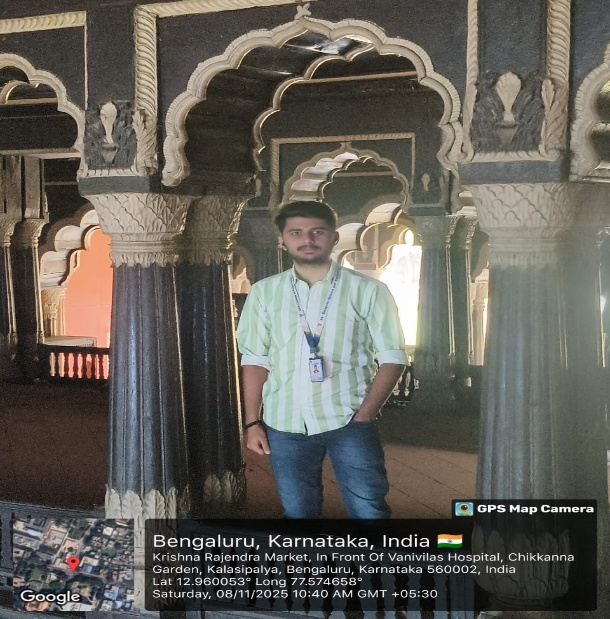 GPS Map Camera
Bengaluru, Karnataka, India 🇮🇳
Krishna Rajendra Market, In Front Of Vanivilas Hospital, Chikkanna
Garden, Kalasipalya, Bengaluru, Karnataka 560002, India
Lat 12.960053° Long 77.574658°
Saturday, 08/11/2025 10:40 AM GMT +05:30
Google